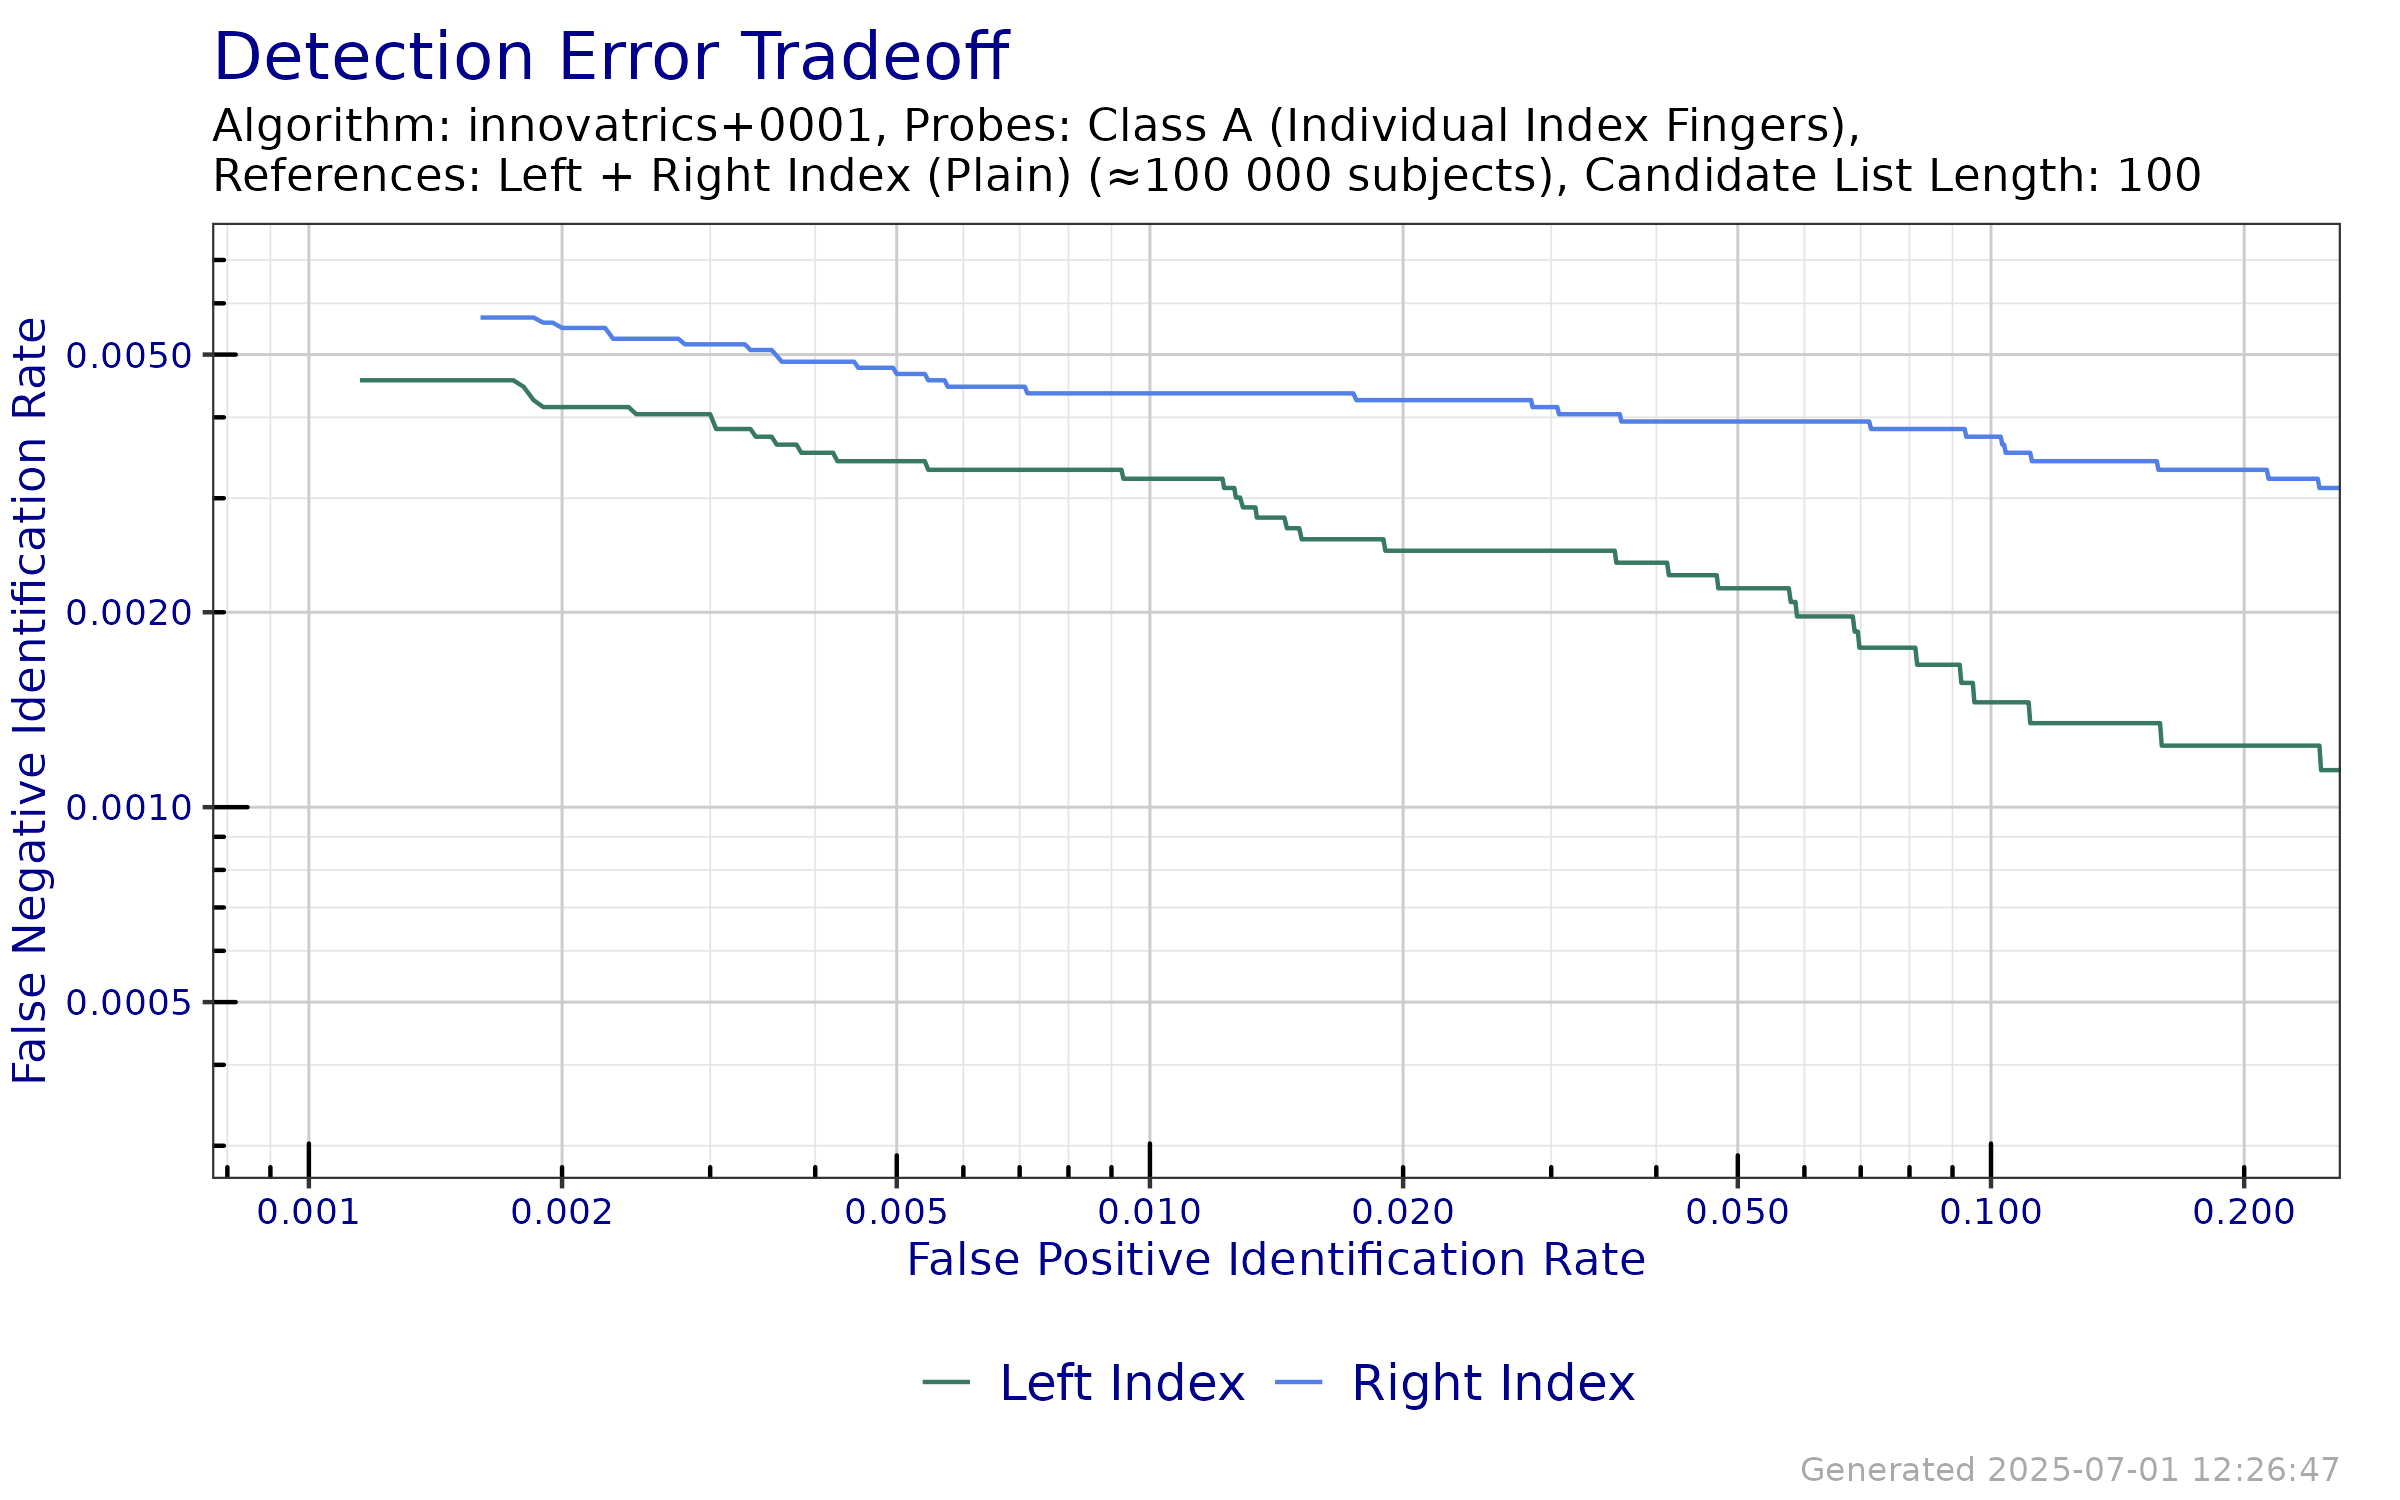 Detection Error Tradeoff
Algorithm: innovatrics+0001, Probes: Class A (Individual Index Fingers),
References: Left + Right Index (Plain) (≈100 000 subjects), Candidate List Length: 100
False Negative Identification Rate
0.0050
0.0020
0.0010
0.0005
0.001 0.002 0.005 0.010 0.020 0.050 0.100 0.200
False Positive Identification Rate
Left Index Right Index
Generated 2025-07-01 12:26:47